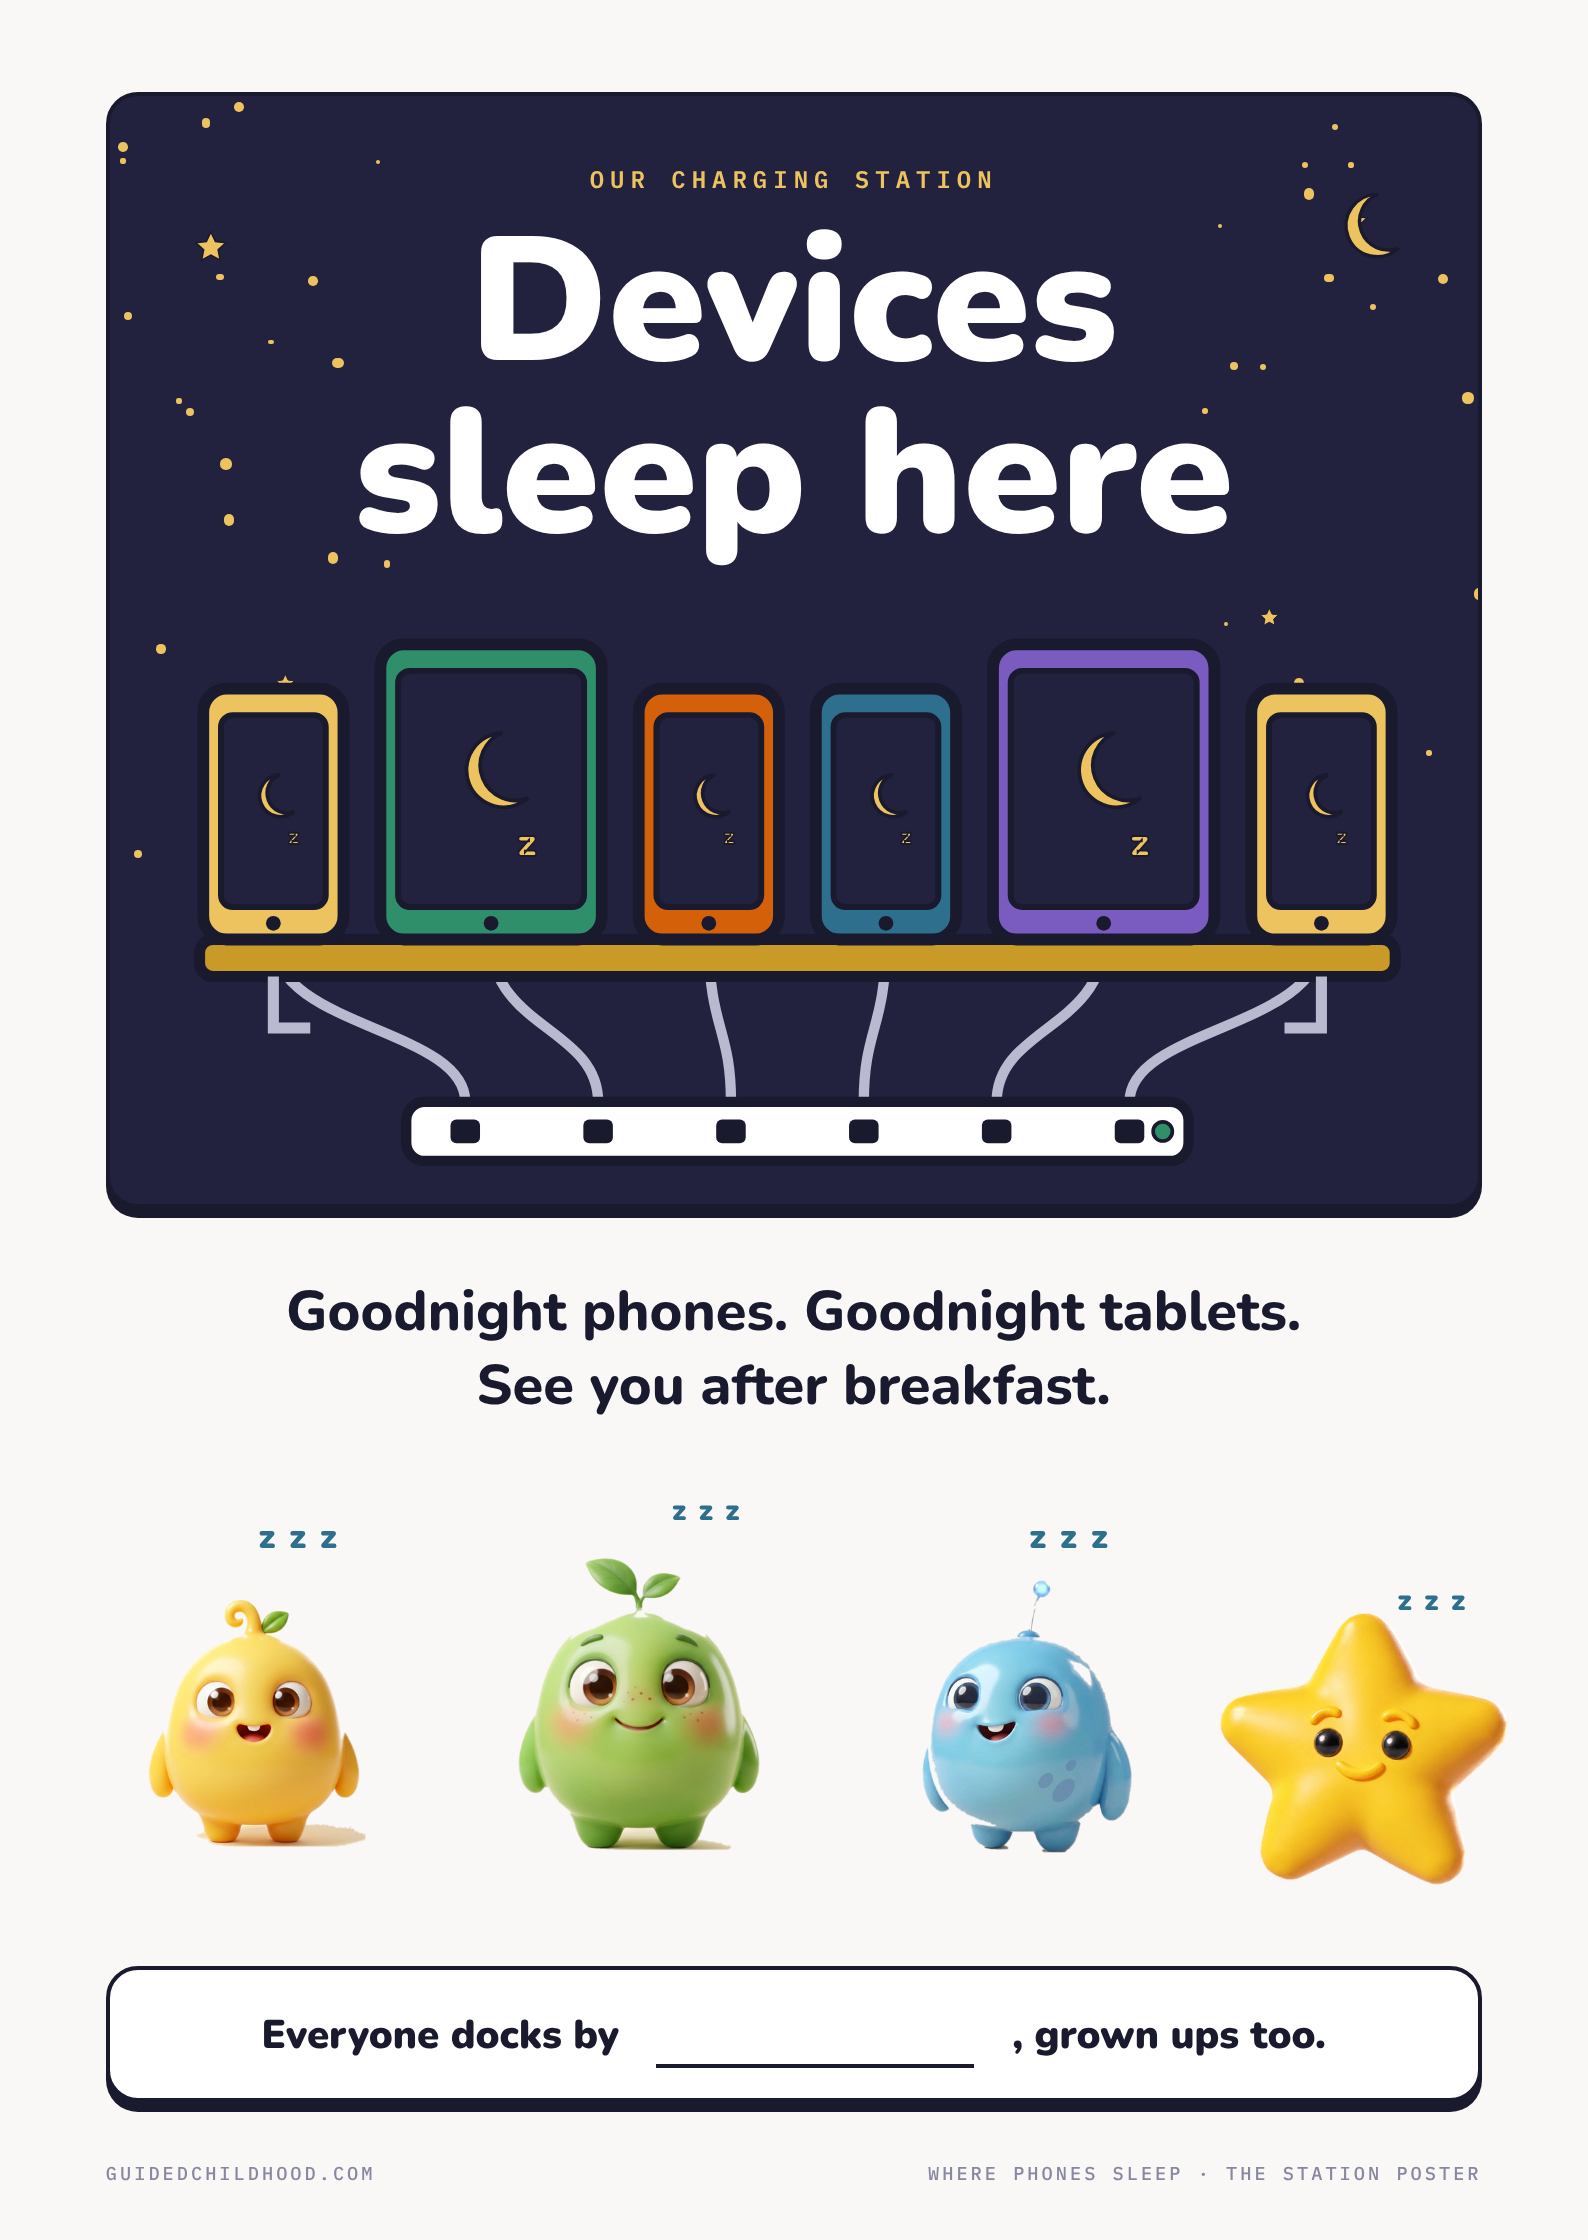 OUR CHARGING STATION
Devices
sleep here
z z z z z z
Goodnight phones. Goodnight tablets.
See you after breakfast.
z z z
z z z
z z z
z z z
Everyone docks by ____________ , grown ups too.
GUIDEDCHILDHOOD.COM
WHERE PHONES SLEEP · THE STATION POSTER